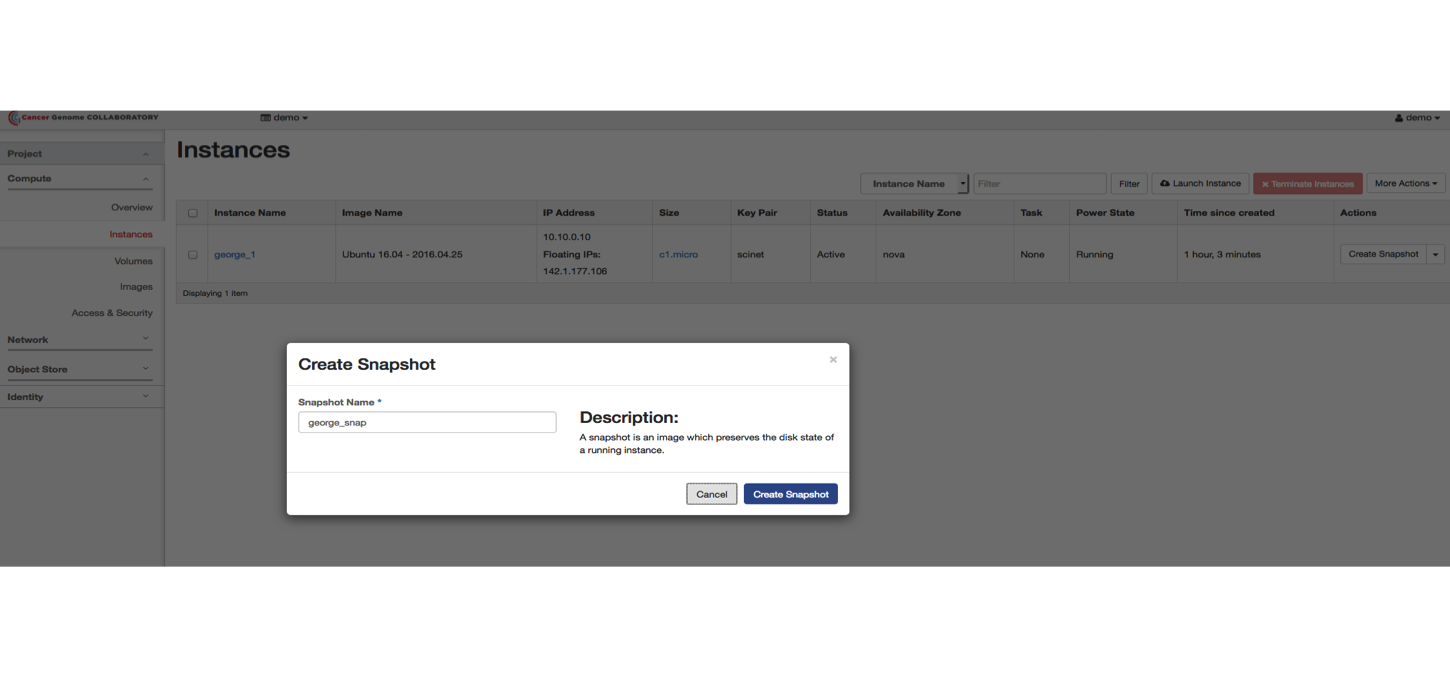 Cancer Genome COLLABORATORY
demo
demo
Project
Compute
Overview
Instances
Volumes
Images
Access & Security
Network
Object Store
Identity
Instances
Instance Name Filter Filter Launch Instance Terminate Instances More Actions
Instance Name Image Name IP Address Size Key Pair Status Availability Zone Task Power State Time since created Actions
10.10.0.10
george_1 Ubuntu 16.04 - 2016.04.25 Floating IPs: c1.micro scinet Active nova None Running 1 hour, 3 minutes Create Snapshot
142.1.177.106
Displaying 1 item
Create Snapshot ×
Snapshot Name *
george_snap
Description:
A snapshot is an image which preserves the disk state of
a running instance.
Cancel Create Snapshot